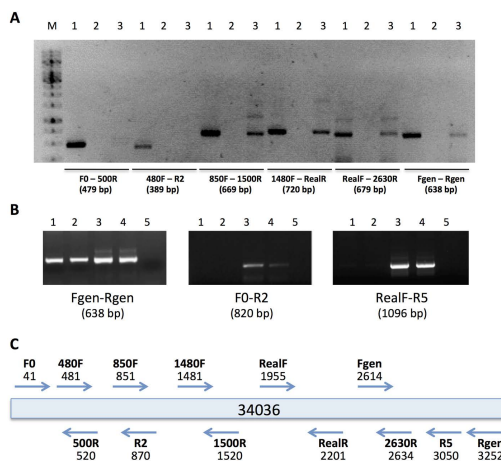 A
M 1 2 3 1 2 3 1 2 3 1 2 3 1 2 3 1 2 3
F0 – 500R 480F – R2 850F – 1500R 1480F – RealR RealF – 2630R Fgen – Rgen
(479 bp) (389 bp) (669 bp) (720 bp) (679 bp) (638 bp)
B
1 2 3 4 5 1 2 3 4 5 1 2 3 4 5
Fgen-Rgen F0-R2 RealF-R5
(638 bp) (820 bp) (1096 bp)
C
F0 480F 850F 1480F RealF Fgen
41 481 851 1481 1955 2614
34036
500R R2 1500R RealR 2630R R5 Rgen
520 870 1520 2201 2634 3050 3252